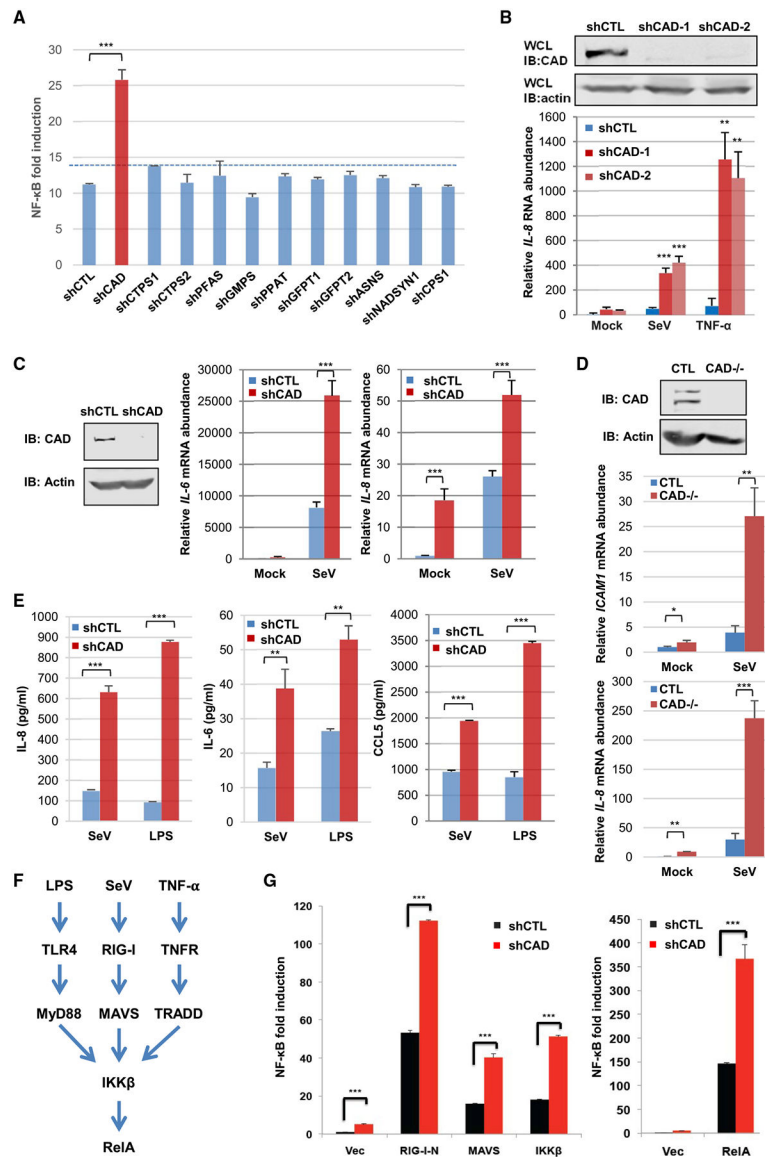 A
***
NF-κB fold induction
30
25
20
15
10
5
0
shCTL
shCAD
shCTPS1
shCTPS2
shPFAS
shGMPS
shPPAT
shGFPT1
shGFPT2
shASNS
shNADSYN1
shCPS1
B
shCTL shCAD-1 shCAD-2
WCL
IB:CAD
WCL
IB:actin
Relative IL-8 RNA abundance
1600
1400
1200
1000
800
600
400
200
0
shCTL
shCAD-1
shCAD-2
**
**
***
***
Mock SeV TNF-α
C
shCTL shCAD
IB: CAD
IB: Actin
Relative IL-6 mRNA abundance
30000
25000
20000
15000
10000
5000
0
shCTL
shCAD
***
Mock SeV
Relative IL-8 mRNA abundance
60
50
40
30
20
10
0
shCTL
shCAD
***
***
Mock SeV
D
CTL CAD-/-
IB: CAD
IB: Actin
Relative ICAM1 mRNA abundance
35
30
25
20
15
10
5
0
CTL
CAD-/-
**
*
Mock SeV
Relative IL-8 mRNA abundance
300
250
200
150
100
50
0
CTL
CAD-/-
***
**
Mock SeV
E
IL-8 (pg/ml)
1000
900
800
700
600
500
400
300
200
100
0
shCTL
shCAD
***
***
SeV LPS
IL-6 (pg/ml)
60
50
40
30
20
10
0
shCTL
shCAD
**
**
SeV LPS
CCL5 (pg/ml)
4000
3500
3000
2500
2000
1500
1000
500
0
shCTL
shCAD
***
***
SeV LPS
F
LPS SeV TNF-α
TLR4 RIG-I TNFR
MyD88 MAVS TRADD
IKKβ
RelA
G
NF-κB fold induction
120
100
80
60
40
20
0
shCTL
shCAD
***
***
***
***
Vec RIG-I-N MAVS IKKβ
NF-κB fold induction
450
400
350
300
250
200
150
100
50
0
shCTL
shCAD
***
Vec RelA